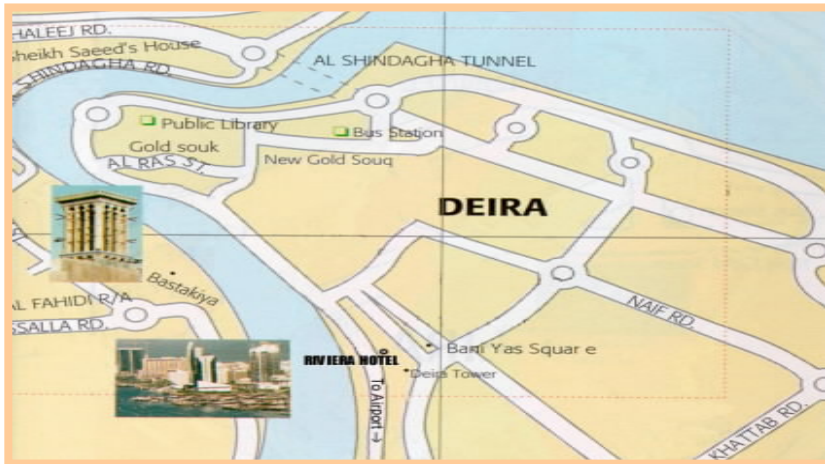 HALEEJ RD.
Sheikh Saeed's House
AL SHINDAGHA TUNNEL
SHINDAGHA RD.
Public Library
Bus Station
Gold souk
New Gold Souq
AL RAS ST.
DEIRA
Bastakiya
AL FAHIDI R/A
NAIF RD.
SSALLA RD.
Bani Yas Squar e
RIVIERA HOTEL
Deira Tower
To Airport →
KHATTAB RD.